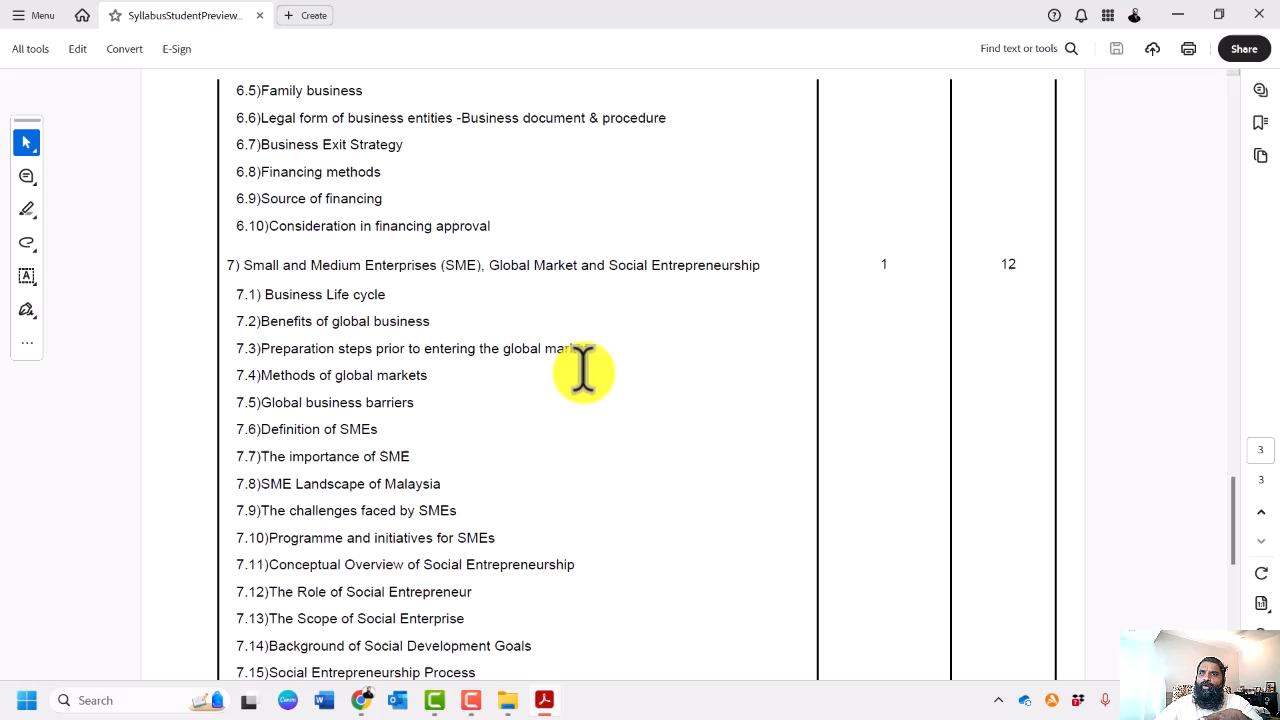 Menu
SyllabusStudentPreview...
Create
All tools
Edit
Convert
E-Sign
Find text or tools
Share
6.5)Family business
6.6)Legal form of business entities -Business document & procedure
6.7)Business Exit Strategy
6.8)Financing methods
6.9)Source of financing
6.10)Consideration in financing approval
7) Small and Medium Enterprises (SME), Global Market and Social Entrepreneurship 1 12
7.1) Business Life cycle
7.2)Benefits of global business
7.3)Preparation steps prior to entering the global
7.4)Methods of global markets
7.5)Global business barriers
7.6)Definition of SMEs
7.7)The importance of SME
7.8)SME Landscape of Malaysia
7.9)The challenges faced by SMEs
7.10)Programme and initiatives for SMEs
7.11)Conceptual Overview of Social Entrepreneurship
7.12)The Role of Social Entrepreneur
7.13)The Scope of Social Enterprise
7.14)Background of Social Development Goals
7.15)Social Entrepreneurship Process
3
3
Search